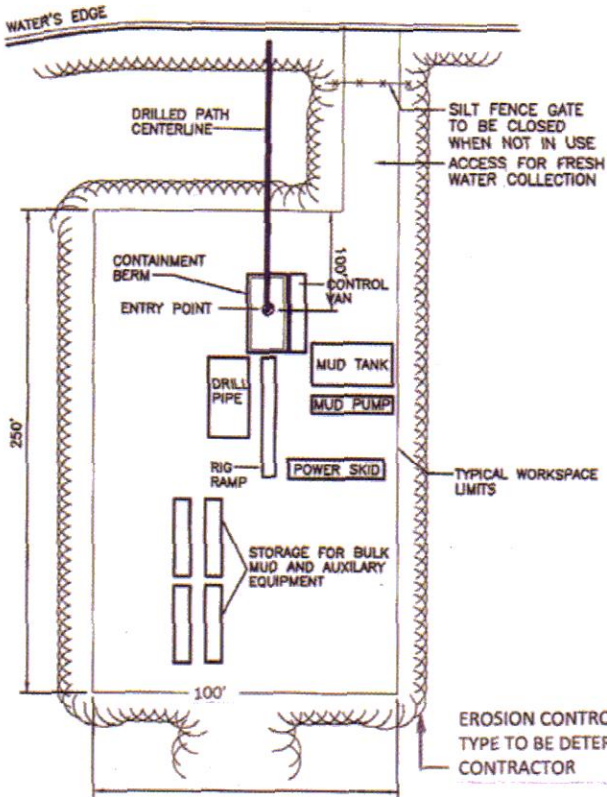 WATER'S EDGE
DRILLED PATH
CENTERLINE
SILT FENCE GATE
TO BE CLOSED
WHEN NOT IN USE
ACCESS FOR FRESH
WATER COLLECTION
100'
CONTAINMENT
BERM
CONTROL
VAN
ENTRY POINT
MUD TANK
DRILL
PIPE
MUD PUMP
250'
RIG
RAMP
POWER SKID
TYPICAL WORKSPACE
LIMITS
STORAGE FOR BULK
MUD AND AUXILARY
EQUIPMENT
100'
EROSION CONTRO
TYPE TO BE DETER
CONTRACTOR